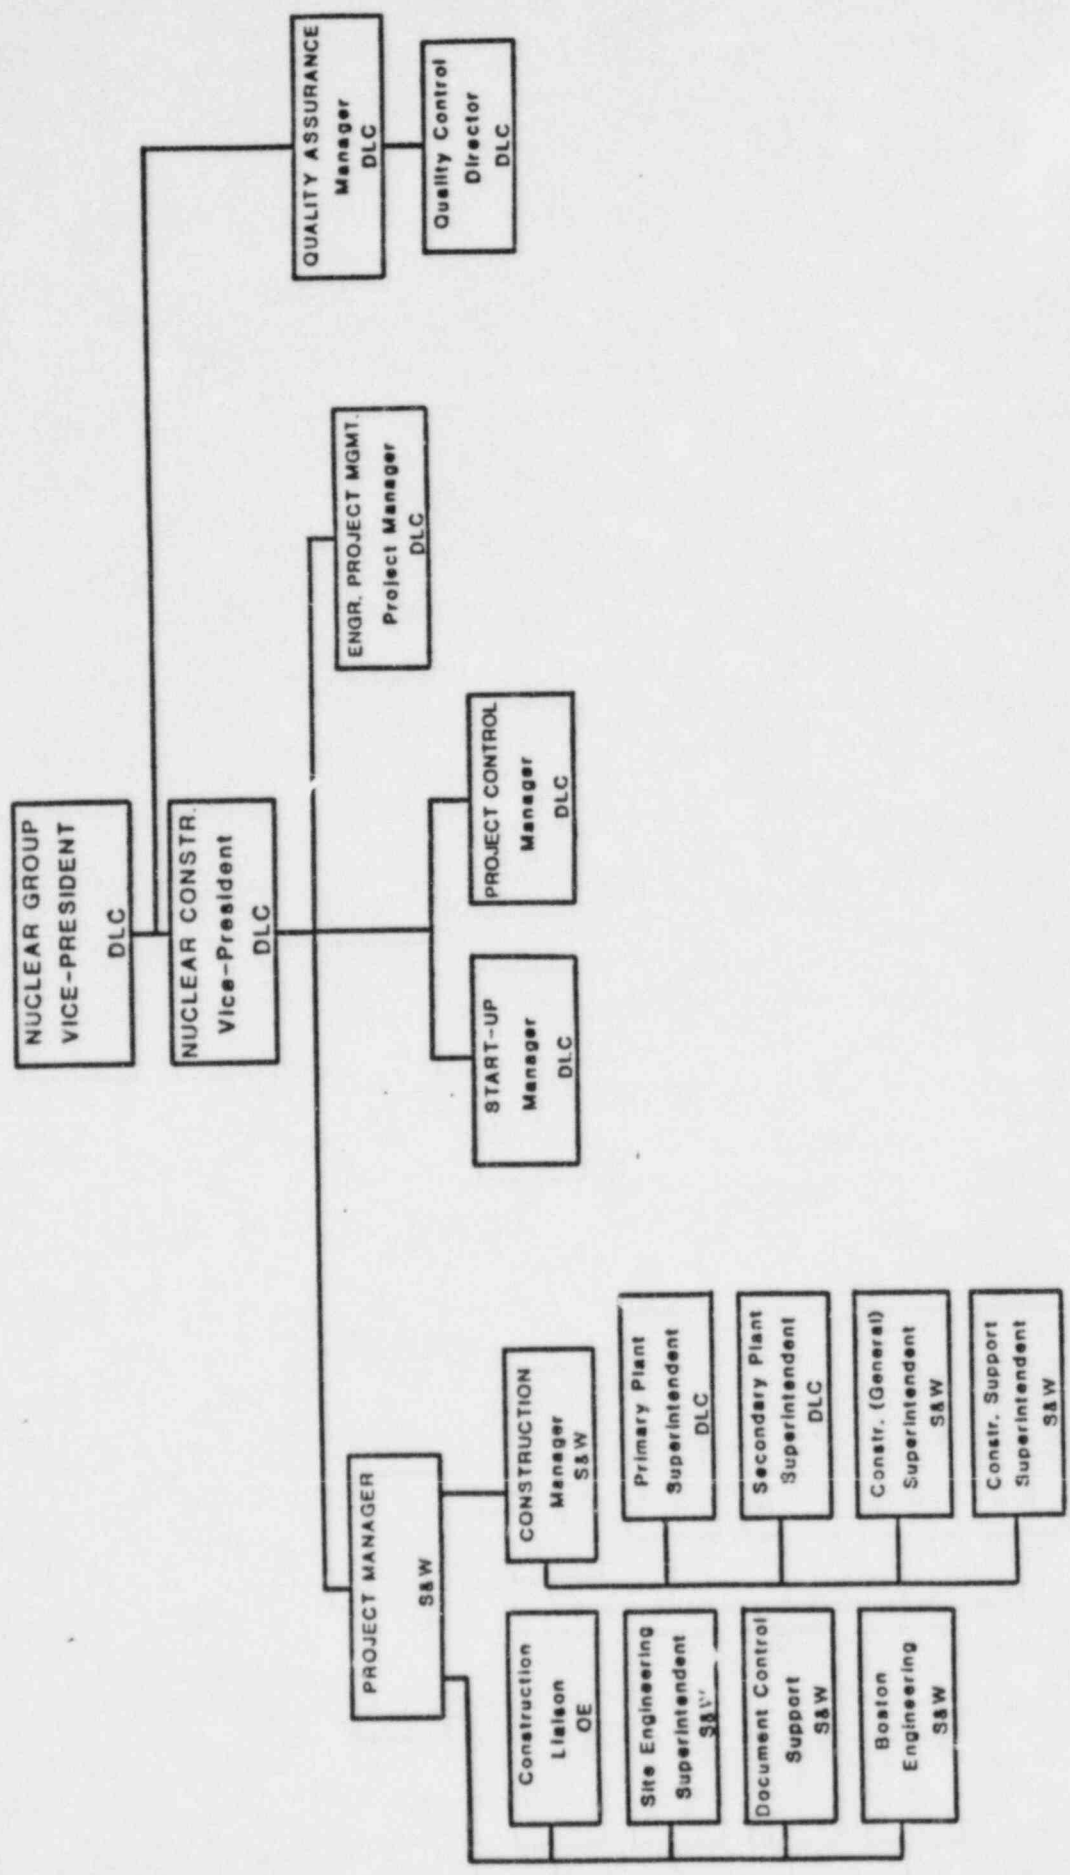 NUCLEAR GROUP
VICE-PRESIDENT
DLC
NUCLEAR CONSTR.
Vice-President
DLC
QUALITY ASSURANCE
Manager
DLC
Quality Control
Director
DLC
ENGR. PROJECT MGMT.
Project Manager
DLC
PROJECT CONTROL
Manager
DLC
START-UP
Manager
DLC
PROJECT MANAGER
S&W
CONSTRUCTION
Manager
S&W
Primary Plant
Superintendent
DLC
Secondary Plant
Superintendent
DLC
Constr. (General)
Superintendent
S&W
Constr. Support
Superintendent
S&W
Construction
Liaison
OE
Site Engineering
Superintendent
S&W
Document Control
Support
S&W
Boston
Engineering
S&W